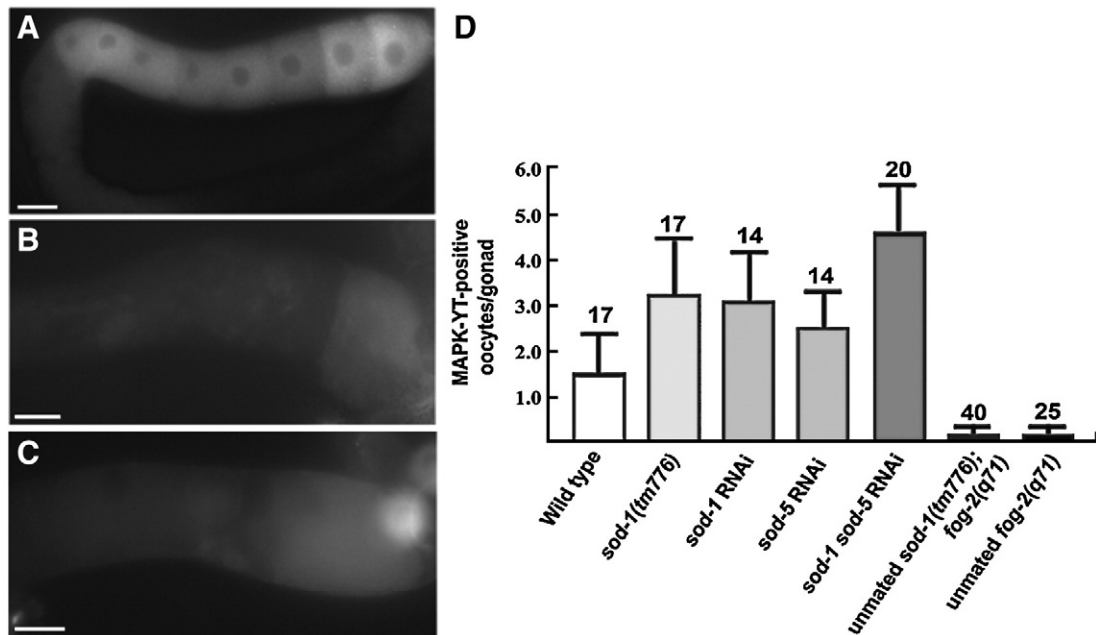 A
B
C
D
MAPK-YT-positive
oocytes/gonad
6.0
5.0
4.0
3.0
2.0
1.0
17
17
14
14
20
40
25
Wild type
sod-1(tm776)
sod-1 RNAi
sod-5 RNAi
sod-1 sod-5 RNAi
unmated sod-1(tm776);
fog-2(q71)
unmated fog-2(q71)